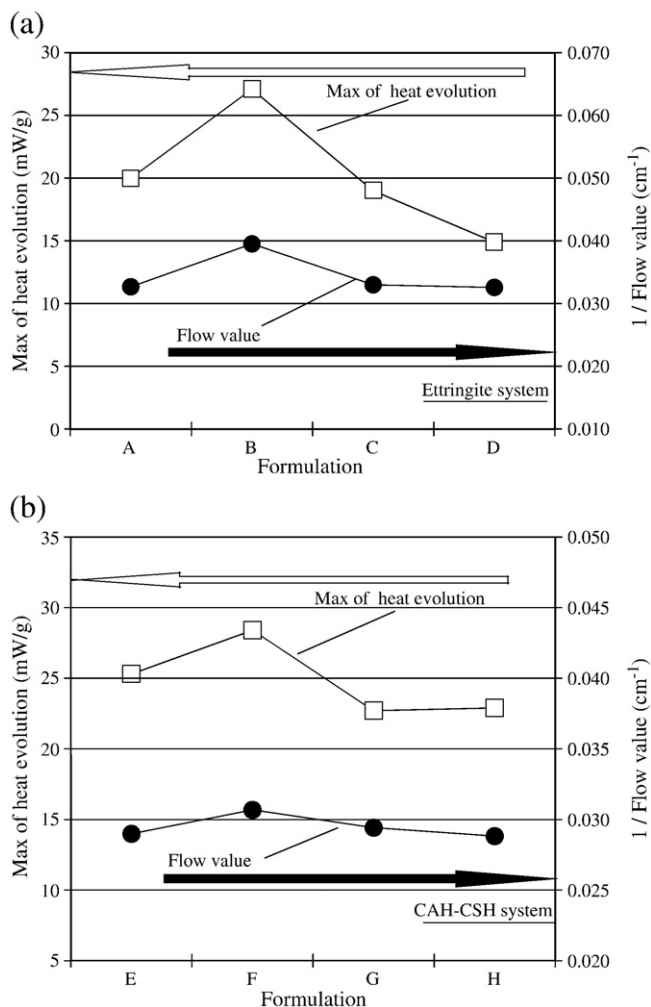 (a)
Max of heat evolution (mW/g)
30
25
20
15
10
5
0
0.070
0.060
0.050
0.040
0.030
0.020
0.010
1 / Flow value (cm-1)
Max of heat evolution
Flow value
Ettringite system
A B C D
Formulation
(b)
Max of heat evolution (mW/g)
35
30
25
20
15
10
5
0.050
0.045
0.040
0.035
0.030
0.025
0.020
1 / Flow value (cm-1)
Max of heat evolution
Flow value
CAH-CSH system
E F G H
Formulation